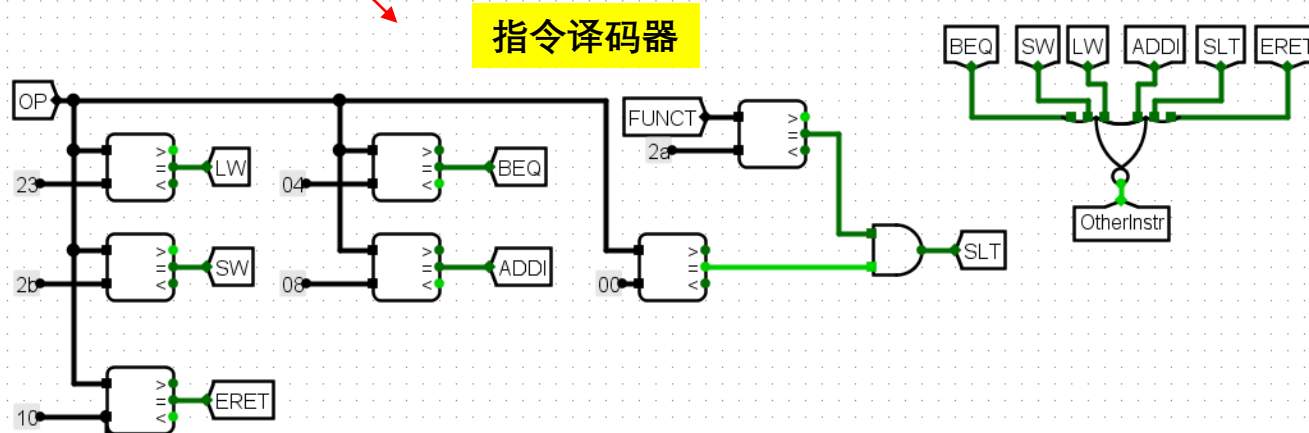 指令译码器
BEQ SW LW ADDI SLT ERET
OP
FUNCT
2a
23
> = <
LW
04
> = <
BEQ
> = <
OtherInstr
2b
> = <
SW
08
> = <
ADDI
00
> = <
SLT
10
> = <
ERET